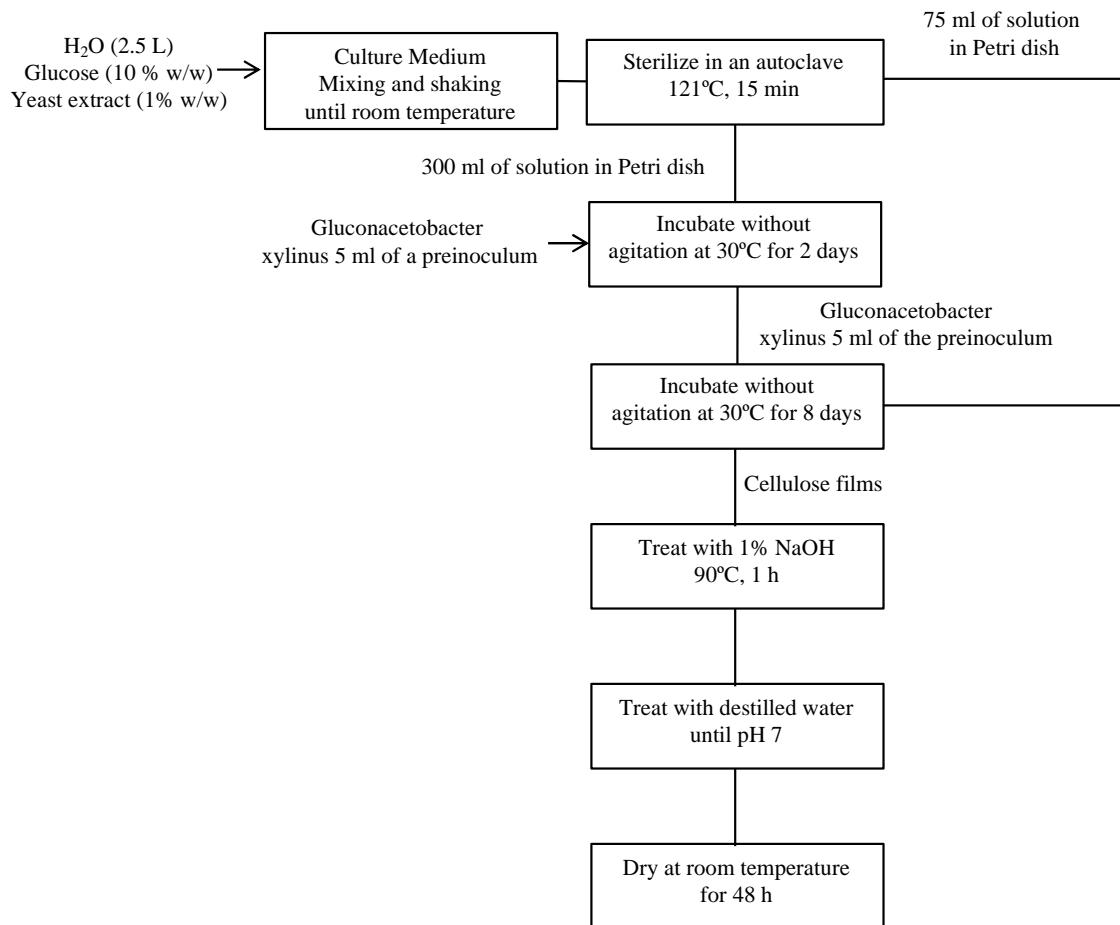 H₂O (2.5 L)
Glucose (10 % w/w)
Yeast extract (1% w/w)
Culture Medium
Mixing and shaking
until room temperature
Sterilize in an autoclave
121ºC, 15 min
75 ml of solution
in Petri dish
300 ml of solution in Petri dish
Gluconacetobacter
xylinus 5 ml of a preinoculum
Incubate without
agitation at 30ºC for 2 days
Gluconacetobacter
xylinus 5 ml of the preinoculum
Incubate without
agitation at 30ºC for 8 days
Cellulose films
Treat with 1% NaOH
90ºC, 1 h
Treat with destilled water
until pH 7
Dry at room temperature
for 48 h